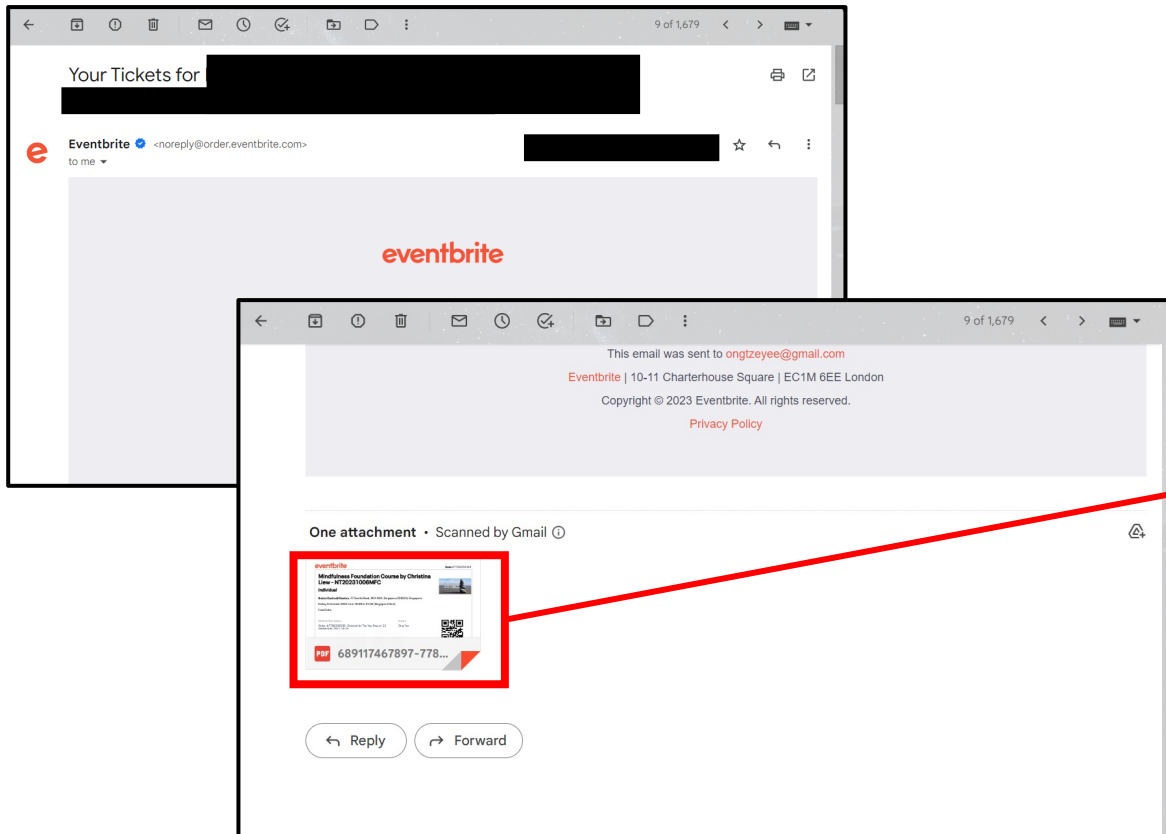 9 of 1,679
Your Tickets for
Eventbrite <noreply@order.eventbrite.com>
to me
eventbrite
9 of 1,679
This email was sent to ongtzeyee@gmail.com
Eventbrite | 10-11 Charterhouse Square | EC1M 6EE London
Copyright © 2023 Eventbrite. All rights reserved.
Privacy Policy
One attachment • Scanned by Gmail
eventbrite
Mindfulness Foundation Course by Christina
Liew - NT20231006MFC
Individual
PDF 689117467897-778...
Reply Forward